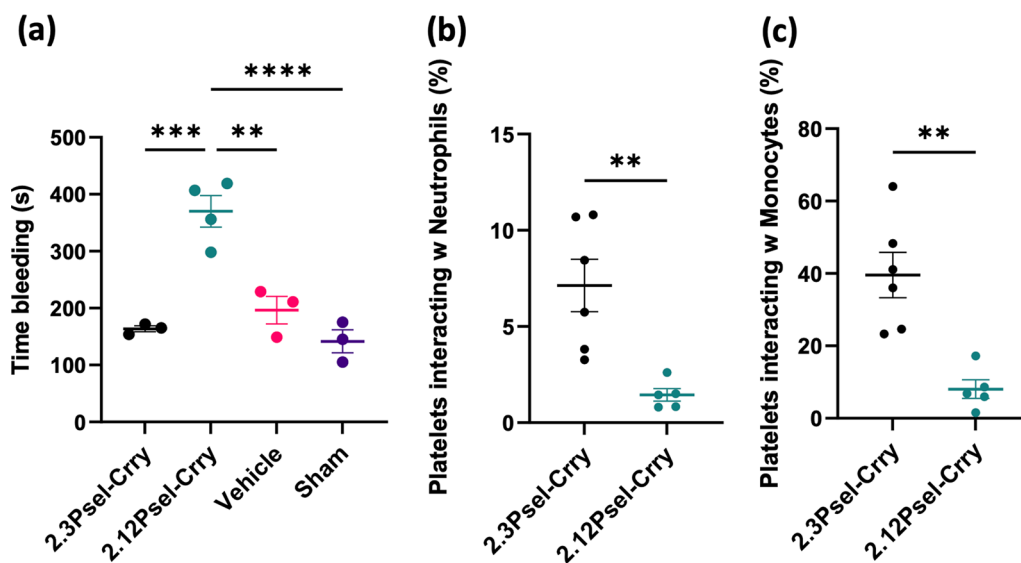 (a)
****
***
**
Time bleeding (s)
500
400
300
200
100
0
2.3Psel-Crry
2.12Psel-Crry
Vehicle
Sham
(b)
**
Platelets interacting w Neutrophils (%)
15
10
5
0
2.3Psel-Crry
2.12Psel-Crry
(c)
**
Platelets interacting w Monocytes (%)
80
60
40
20
0
2.3Psel-Crry
2.12Psel-Crry